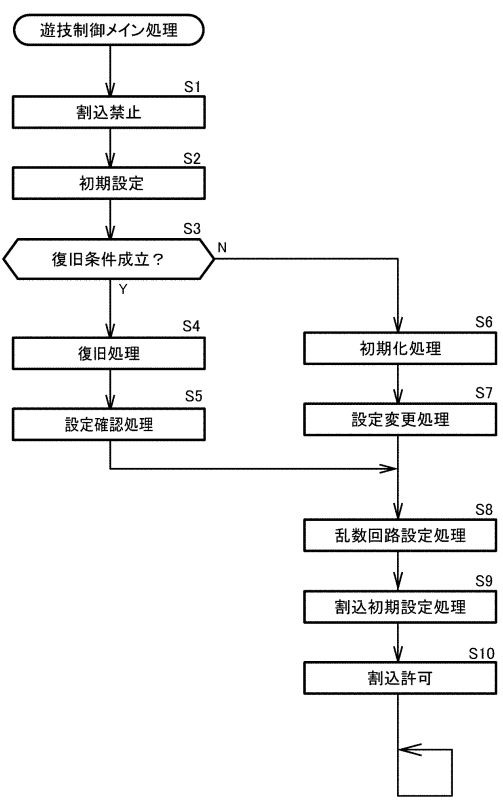 遊技制御メイン処理
S1
割込禁止
S2
初期設定
S3
復旧条件成立？
N
Y
S4
復旧処理
S5
設定確認処理
S6
初期化処理
S7
設定変更処理
S8
乱数回路設定処理
S9
割込初期設定処理
S10
割込許可